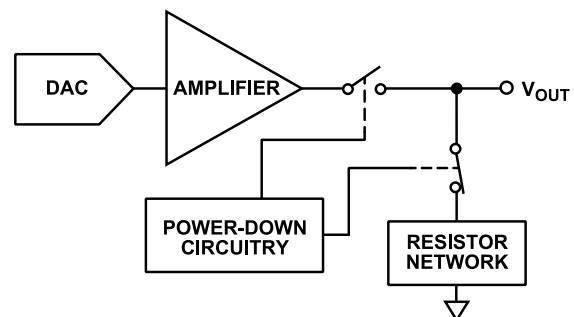 DAC
AMPLIFIER
VOUT
POWER-DOWN
CIRCUITRY
RESISTOR
NETWORK